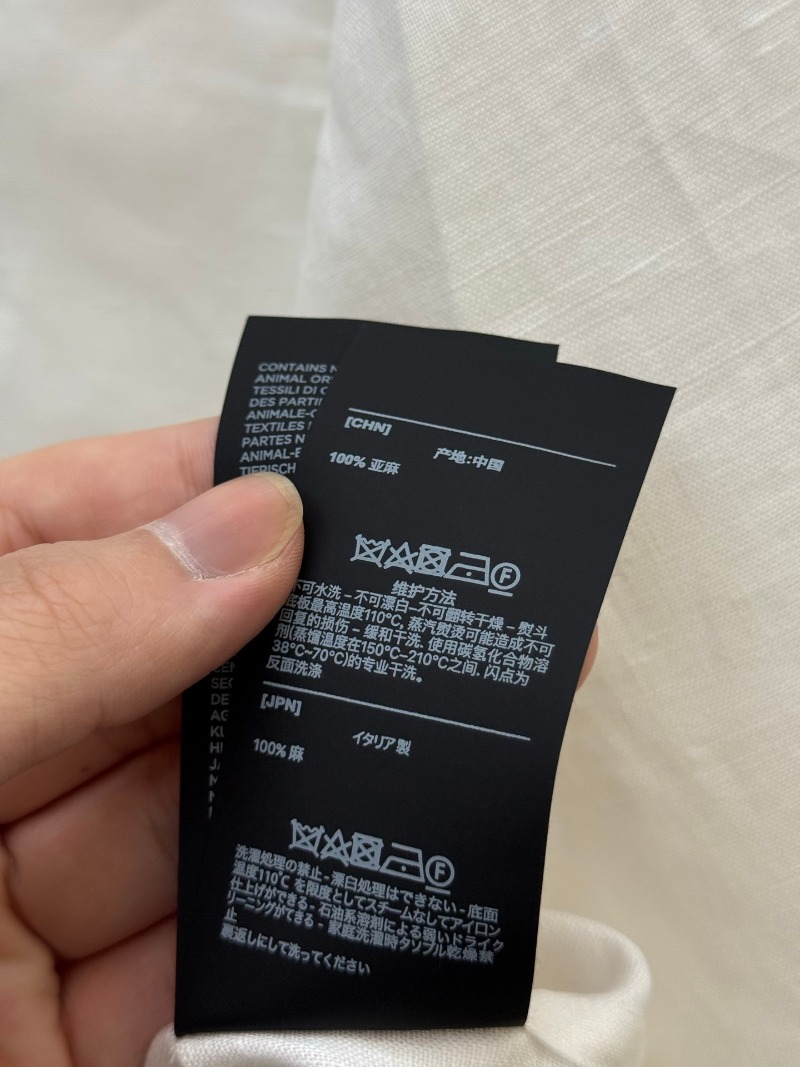 CONTAINS
ANIMAL
TESSILI DI
DES
ANIMALE-
TEXTILES
PARTES
ANIMAL-
TIERISCH
[CHN]
产地:中国
100% 亚麻
F
维护方法
不可水洗 – 不可漂白–不可翻转干燥 – 熨斗
底板最高温度110°C, 蒸汽熨烫可能造成不可
回复的损伤 – 缓和干洗, 使用碳氢化合物溶
剂(蒸馏温度在150°C–210°C之间, 闪点为
38°C~70°C)的专业干洗。
反面洗涤
[JPN]
イタリア製
100% 麻
F
洗濯処理の禁止 - 漂白処理はできない - 底面
温度110°C を限度としてスチームなしてアイロン
仕上げができる - 石油系溶剤による弱いドライク
リーニングができる - 家庭洗濯時タンブル乾燥禁
止
裏返しにして洗ってください